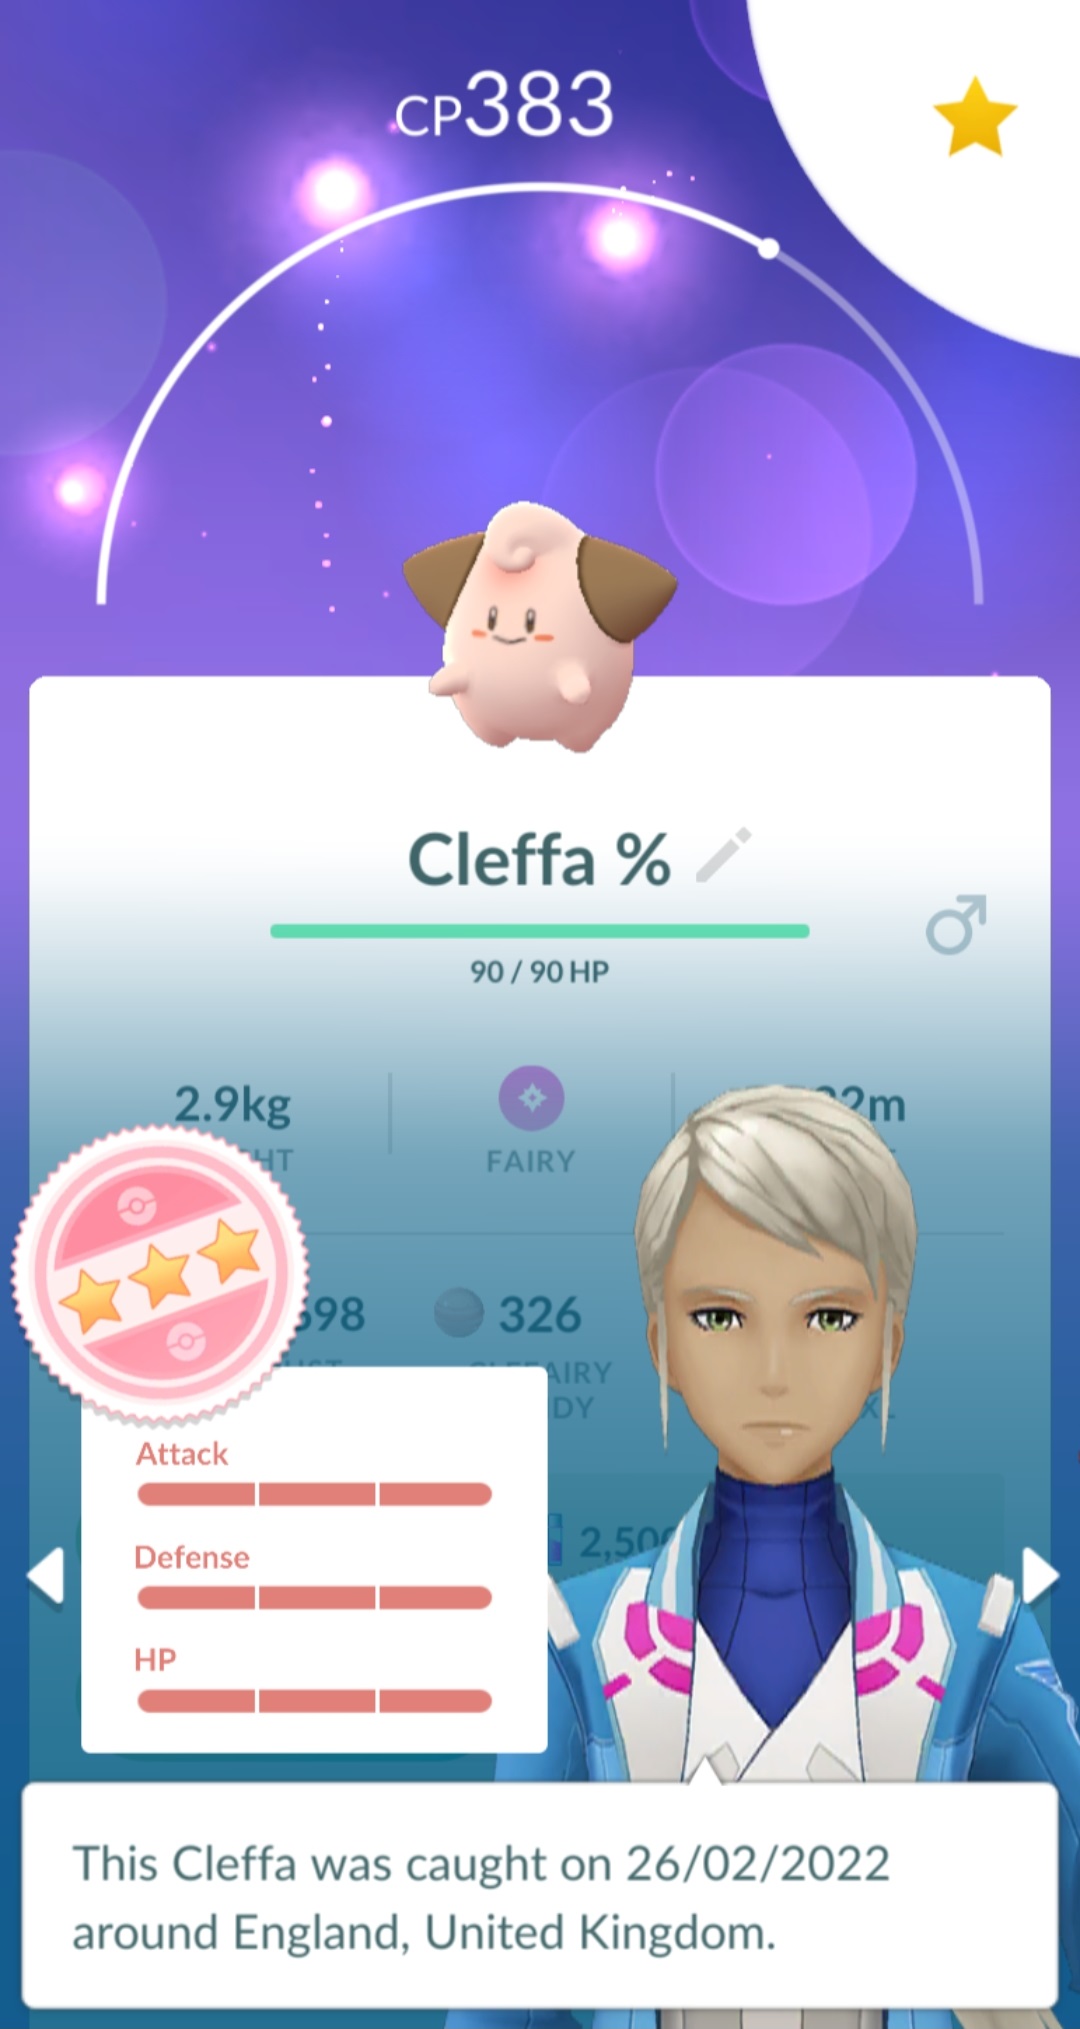 CP383
Cleffa %
90 / 90 HP
2.9kg
FAIRY
326
Attack
Defense
HP
This Cleffa was caught on 26/02/2022
around England, United Kingdom.